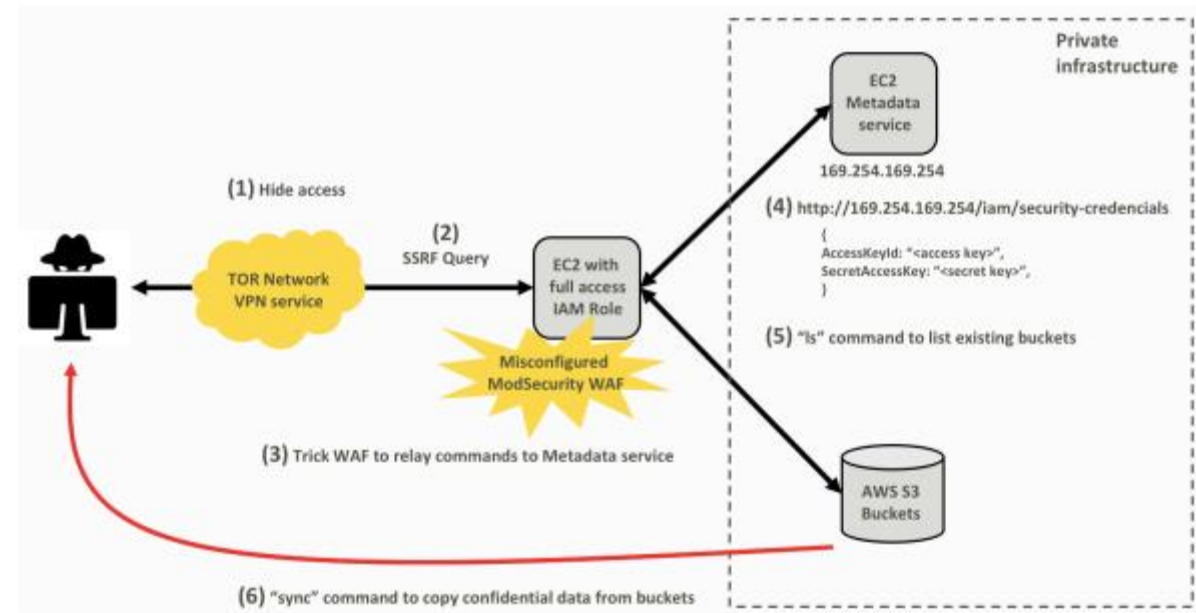 Private
infrastructure
EC2
Metadata
service
169.254.169.254
(1) Hide access
(2)
SSRF Query
TOR Network
VPN service
EC2 with
full access
IAM Role
Misconfigured
ModSecurity WAF
(3) Trick WAF to relay commands to Metadata service
(4) http://169.254.169.254/iam/security-credencials
{
AccessKeyId: "<access key>",
SecretAccessKey: "<secret key>",
}
(5) "ls" command to list existing buckets
AWS S3
Buckets
(6) "sync" command to copy confidential data from buckets